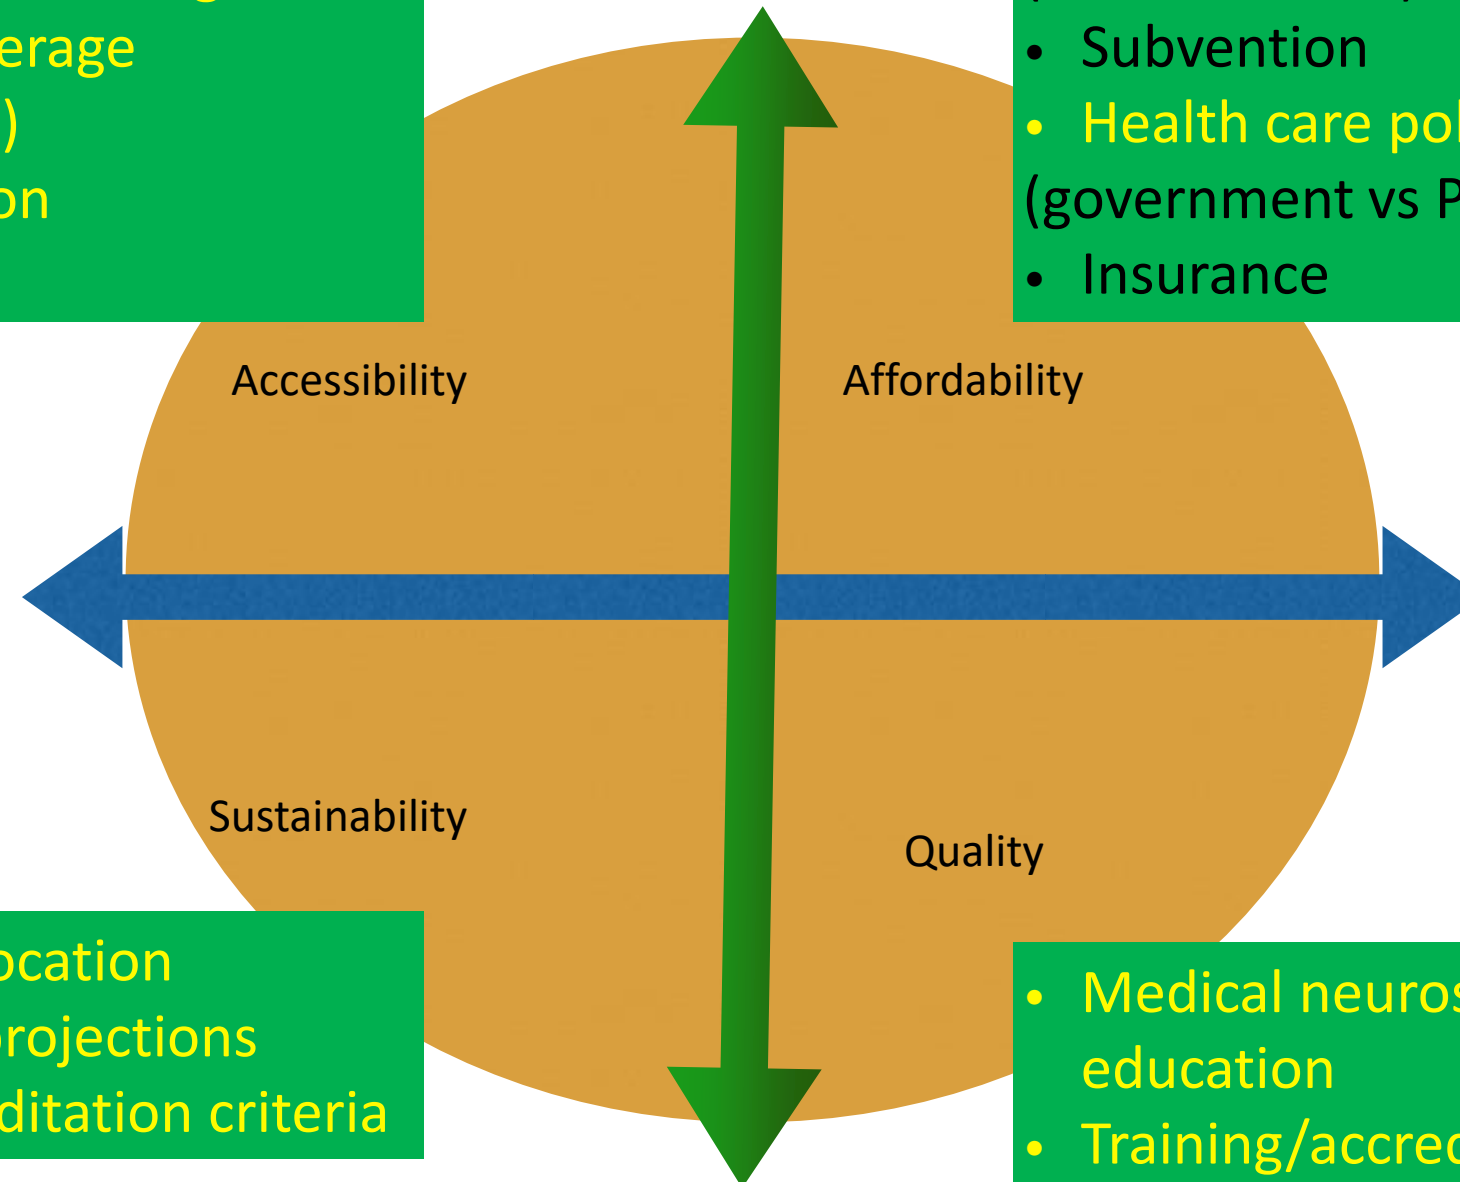 erage
)
on
• Subvention
• Health care pol
(government vs P
• Insurance
Accessibility
Affordability
Sustainability
Quality
ocation
projections
ditation criteria
• Medical neuros
education
• Training/accred